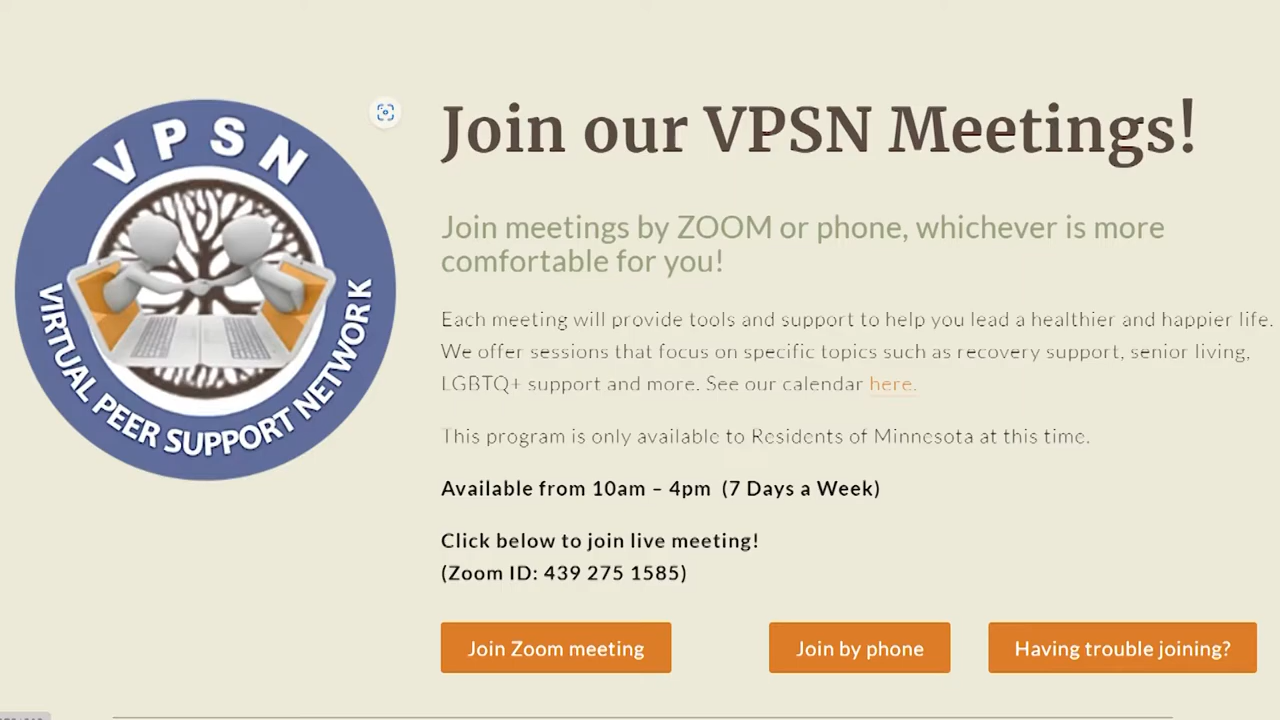 VPSN
VIRTUAL PEER SUPPORT NETWORK
Join our VPSN Meetings!
Join meetings by ZOOM or phone, whichever is more
comfortable for you!
Each meeting will provide tools and support to help you lead a healthier and happier life.
We offer sessions that focus on specific topics such as recovery support, senior living,
LGBTQ+ support and more. See our calendar here.
This program is only available to Residents of Minnesota at this time.
Available from 10am – 4pm (7 Days a Week)
Click below to join live meeting!
(Zoom ID: 439 275 1585)
Join Zoom meeting
Join by phone
Having trouble joining?